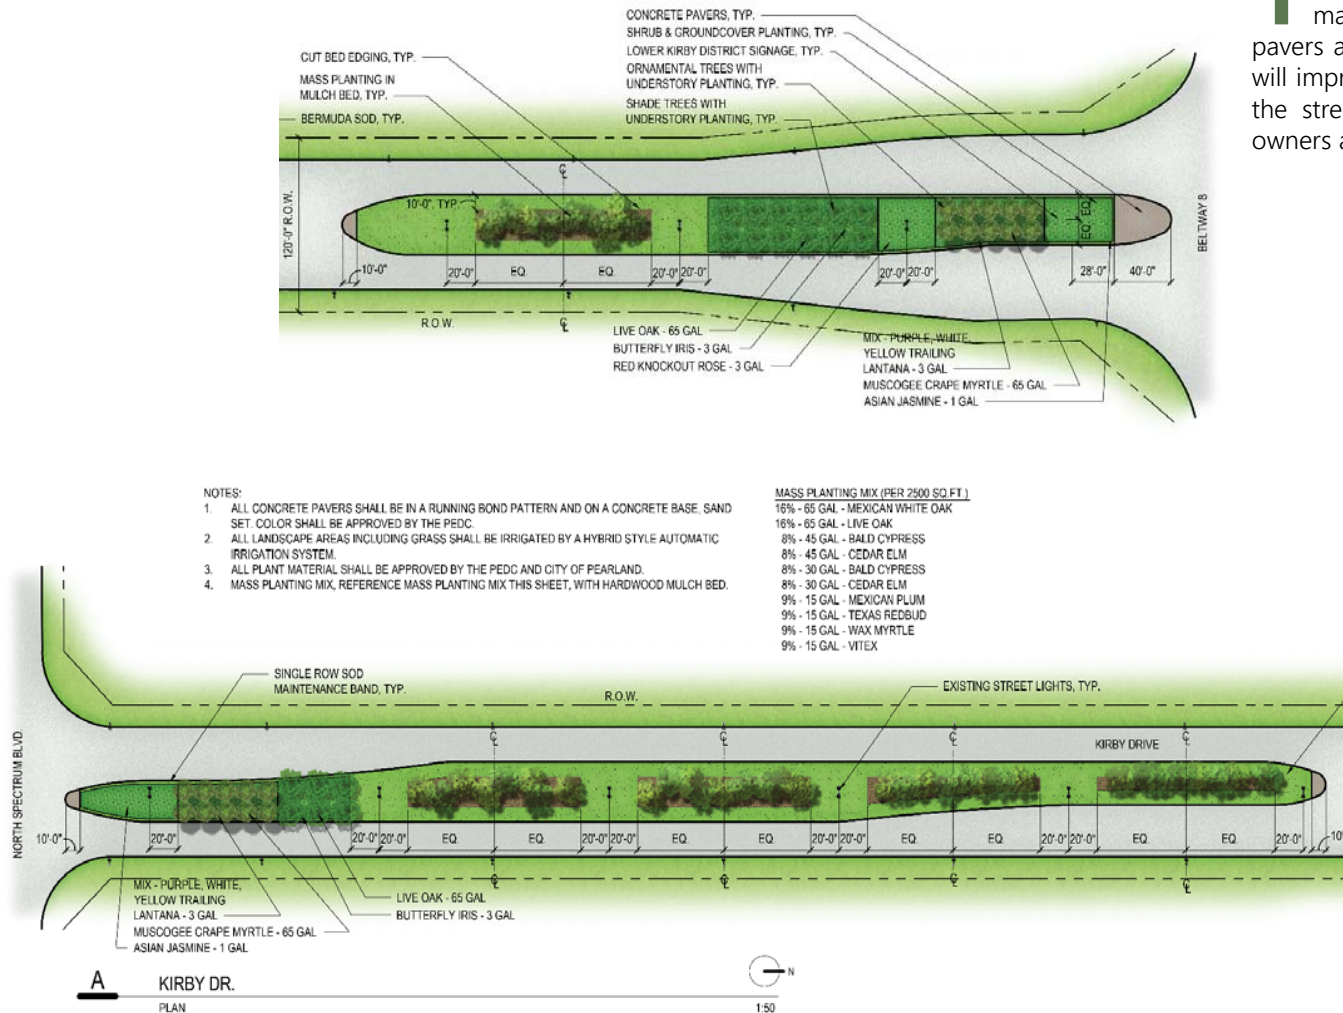 CONCRETE PAVERS, TYP.
SHRUB & GROUNDCOVER PLANTING, TYP.
LOWER KIRBY DISTRICT SIGNAGE, TYP.
ORNAMENTAL TREES WITH
UNDERSTORY PLANTING, TYP.
SHADE TREES WITH
UNDERSTORY PLANTING, TYP.
CUT BED EDGING, TYP.
MASS PLANTING IN
MULCH BED, TYP.
BERMUDA SOD, TYP.
ma
pavers a
will impr
the stre
owners a
120'-0" R.O.W.
10'-0", TYP.
EQ.
EQ.
BELTWAY 8
10'-0"
20'-0"
EQ.
EQ.
20'-0"
20'-0"
20'-0"
20'-0"
28'-0"
40'-0"
R.O.W.
LIVE OAK - 65 GAL
BUTTERFLY IRIS - 3 GAL
RED KNOCKOUT ROSE - 3 GAL
MIX - PURPLE, WHITE,
YELLOW TRAILING
LANTANA - 3 GAL
MUSCOGEE CRAPE MYRTLE - 65 GAL
ASIAN JASMINE - 1 GAL
NOTES:
1. ALL CONCRETE PAVERS SHALL BE IN A RUNNING BOND PATTERN AND ON A CONCRETE BASE, SAND
SET. COLOR SHALL BE APPROVED BY THE PEDC.
2. ALL LANDSCAPE AREAS INCLUDING GRASS SHALL BE IRRIGATED BY A HYBRID STYLE AUTOMATIC
IRRIGATION SYSTEM.
3. ALL PLANT MATERIAL SHALL BE APPROVED BY THE PEDC AND CITY OF PEARLAND.
4. MASS PLANTING MIX, REFERENCE MASS PLANTING MIX THIS SHEET, WITH HARDWOOD MULCH BED.
MASS PLANTING MIX (PER 2500 SQ.FT.)
16% - 65 GAL - MEXICAN WHITE OAK
16% - 65 GAL - LIVE OAK
8% - 45 GAL - BALD CYPRESS
8% - 45 GAL - CEDAR ELM
8% - 30 GAL - BALD CYPRESS
8% - 30 GAL - CEDAR ELM
9% - 15 GAL - MEXICAN PLUM
9% - 15 GAL - TEXAS REDBUD
9% - 15 GAL - WAX MYRTLE
9% - 15 GAL - VITEX
SINGLE ROW SOD
MAINTENANCE BAND, TYP.
R.O.W.
EXISTING STREET LIGHTS, TYP.
KIRBY DRIVE
NORTH SPECTRUM BLVD.
10'-0"
20'-0"
20'-0"
EQ.
EQ.
20'-0"
20'-0"
EQ.
EQ.
20'-0"
20'-0"
EQ.
EQ.
20'-0"
20'-0"
EQ.
EQ.
20'-0"
10'
MIX - PURPLE, WHITE,
YELLOW TRAILING
LANTANA - 3 GAL
MUSCOGEE CRAPE MYRTLE - 65 GAL
ASIAN JASMINE - 1 GAL
LIVE OAK - 65 GAL
BUTTERFLY IRIS - 3 GAL
A KIRBY DR.
PLAN
N
1:50